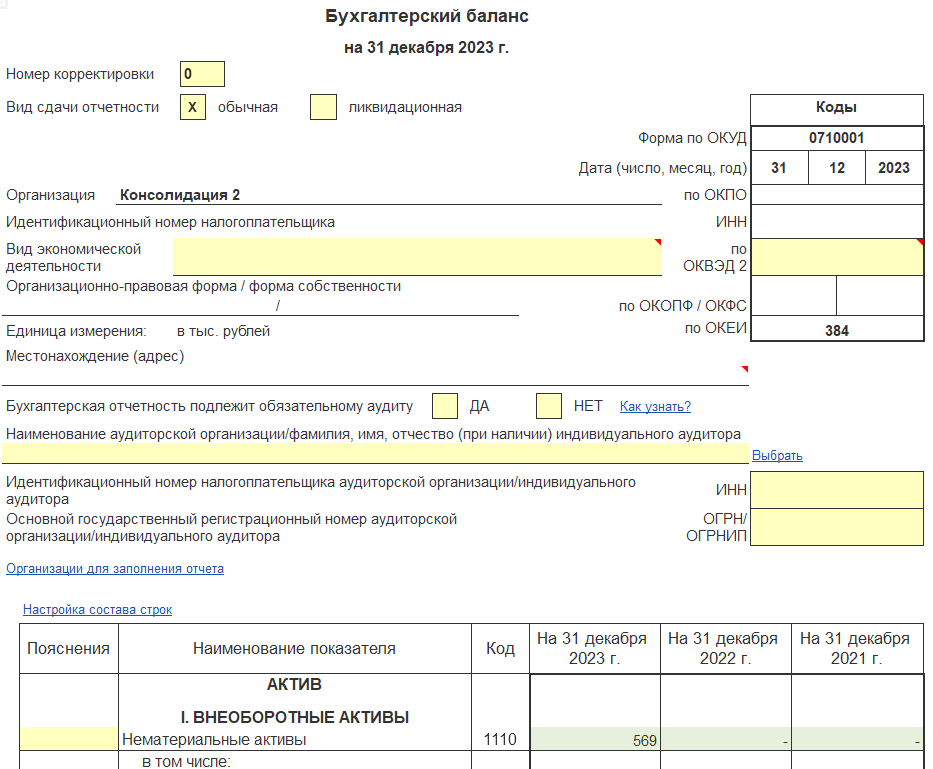 Бухгалтерский баланс
на 31 декабря 2023 г.
Номер корректировки 0
Вид сдачи отчетности X обычная ликвидационная
Коды
Форма по ОКУД 0710001
Дата (число, месяц, год) 31 12 2023
Организация Консолидация 2 по ОКПО
Идентификационный номер налогоплательщика ИНН
Вид экономической
деятельности
по
ОКВЭД 2
Организационно-правовая форма / форма собственности
/ по ОКОПФ / ОКФС
Единица измерения: в тыс. рублей по ОКЕИ 384
Местонахождение (адрес)
Бухгалтерская отчетность подлежит обязательному аудиту ДА НЕТ Как узнать?
Наименование аудиторской организации/фамилия, имя, отчество (при наличии) индивидуального аудитора
Выбрать
Идентификационный номер налогоплательщика аудиторской организации/индивидуального
аудитора
ИНН
Основной государственный регистрационный номер аудиторской
организации/индивидуального аудитора
ОГРН/
ОГРНИП
Организации для заполнения отчета
Настройка состава строк
Пояснения Наименование показателя Код На 31 декабря
2023 г. На 31 декабря
2022 г. На 31 декабря
2021 г.
АКТИВ
I. ВНЕОБОРОТНЫЕ АКТИВЫ
Нематериальные активы 1110 569 - -
в том числе: